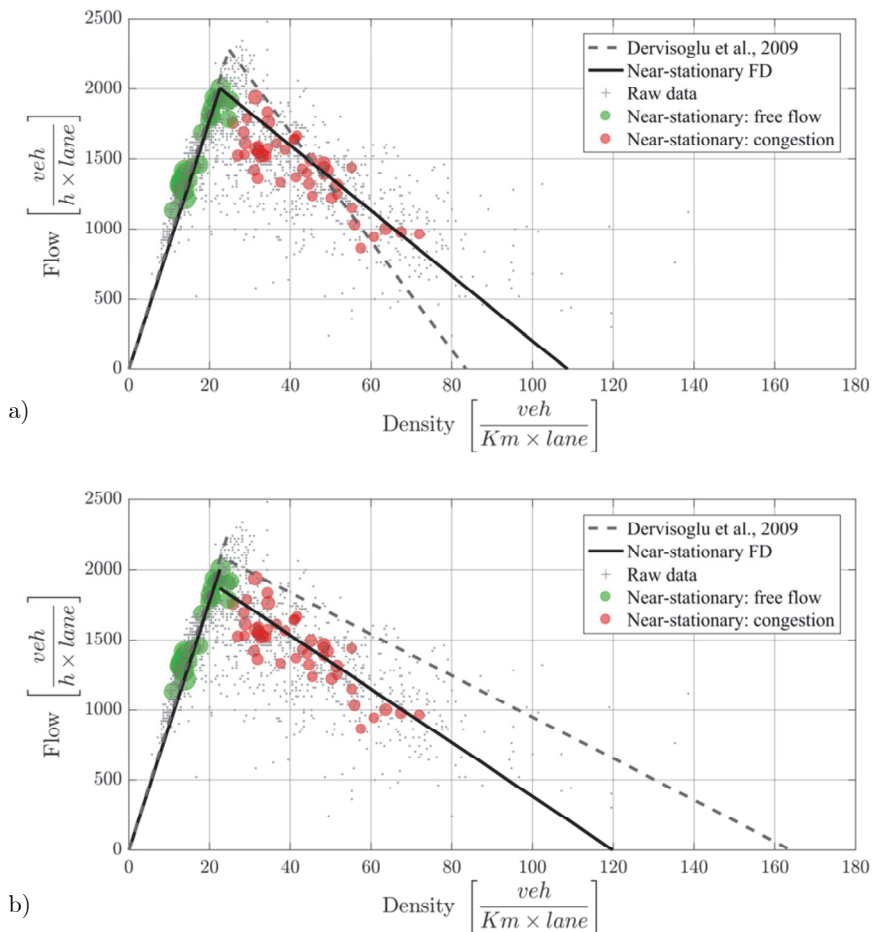 2500
2000
1500
1000
500
0
Flow [veh / h × lane]
Dervisoglu et al., 2009
Near-stationary FD
Raw data
Near-stationary: free flow
Near-stationary: congestion
0 20 40 60 80 100 120 140 160 180
Density [veh / Km × lane]
a)
2500
2000
1500
1000
500
0
Flow [veh / h × lane]
Dervisoglu et al., 2009
Near-stationary FD
Raw data
Near-stationary: free flow
Near-stationary: congestion
0 20 40 60 80 100 120 140 160 180
Density [veh / Km × lane]
b)